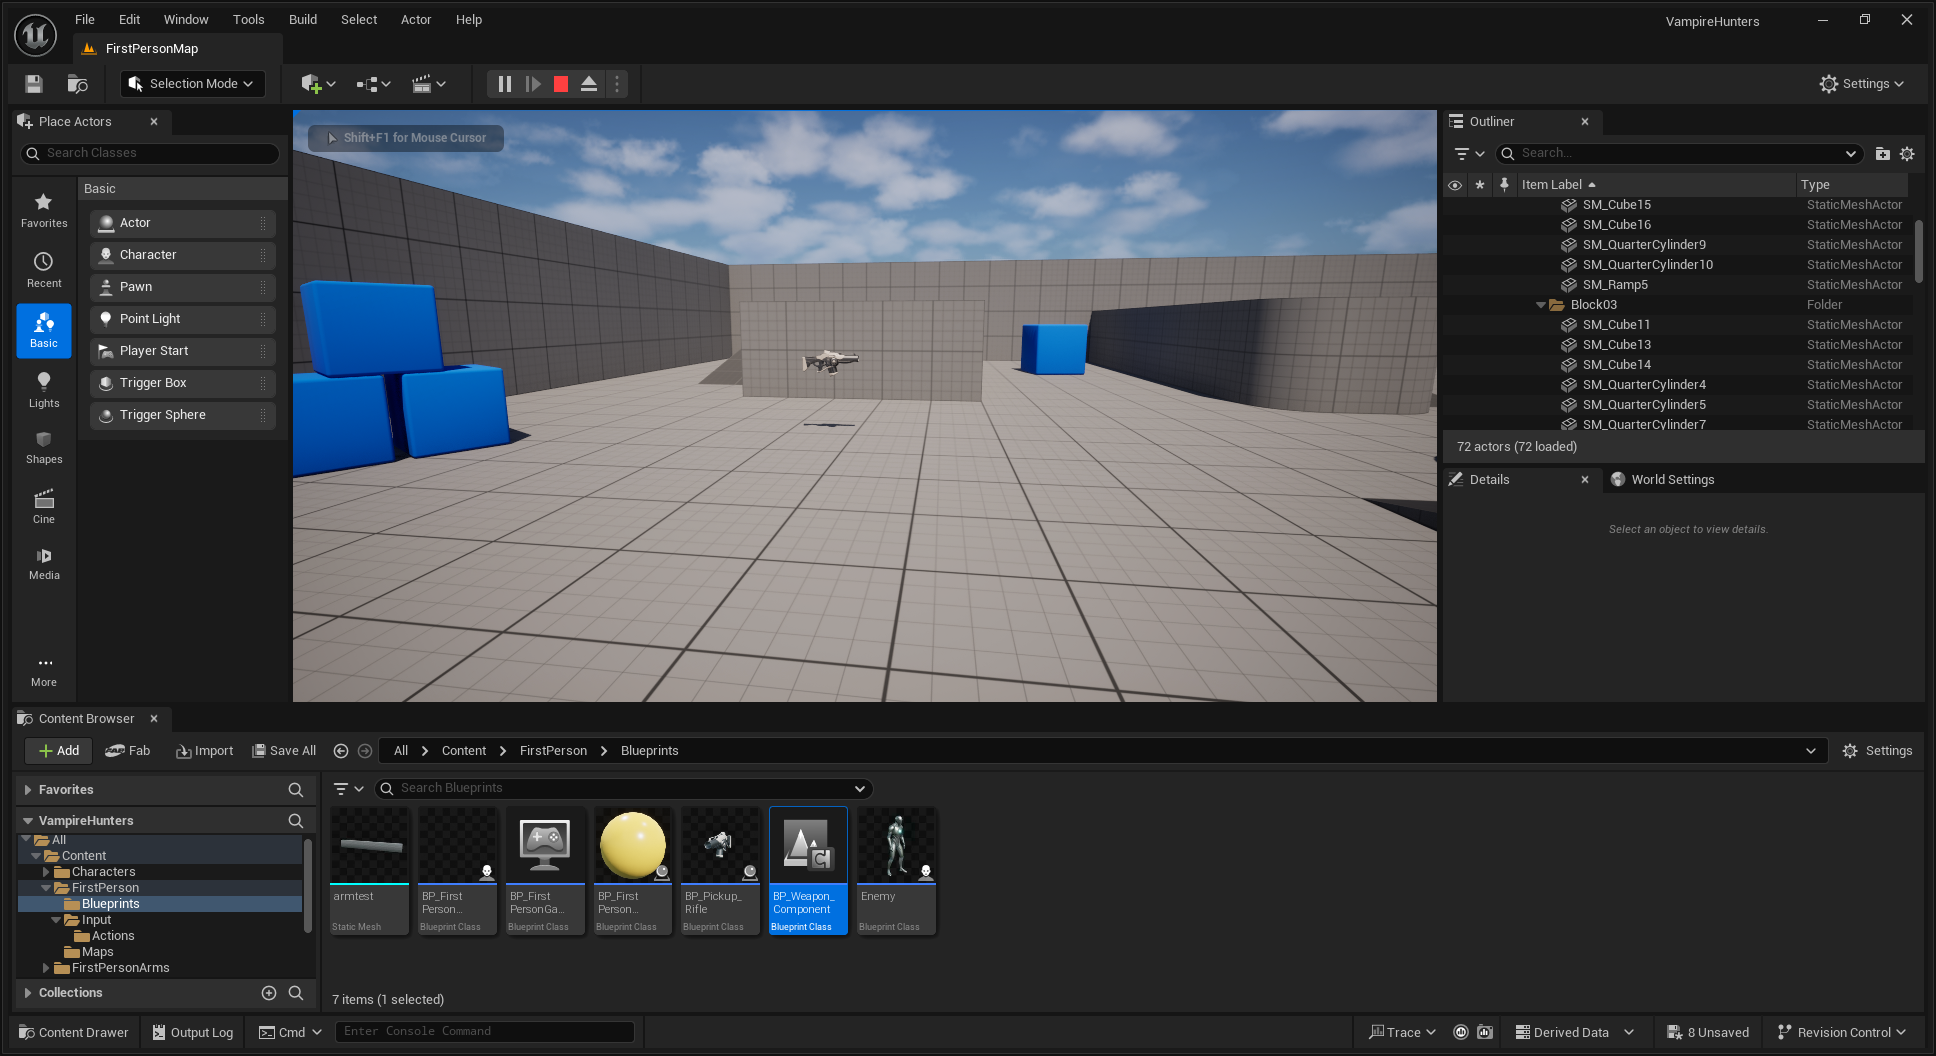 File Edit Window Tools Build Select Actor Help
VampireHunters
FirstPersonMap
Selection Mode
Settings
Place Actors
Search Classes
Favorites
Recent
Basic
Lights
Shapes
Cine
Media
More
Basic
Actor
Character
Pawn
Point Light
Player Start
Trigger Box
Trigger Sphere
Shift+F1 for Mouse Cursor
Outliner
Search...
Item Label Type
SM_Cube15 StaticMeshActor
SM_Cube16 StaticMeshActor
SM_QuarterCylinder9 StaticMeshActor
SM_QuarterCylinder10 StaticMeshActor
SM_Ramp5 StaticMeshActor
Block03 Folder
SM_Cube11 StaticMeshActor
SM_Cube13 StaticMeshActor
SM_Cube14 StaticMeshActor
SM_QuarterCylinder4 StaticMeshActor
SM_QuarterCylinder5 StaticMeshActor
SM_QuarterCylinder7 StaticMeshActor
72 actors (72 loaded)
Details World Settings
Select an object to view details.
Content Browser
Add Fab Import Save All All Content FirstPerson Blueprints Settings
Favorites
VampireHunters
All
Content
Characters
FirstPerson
Blueprints
Input
Actions
Maps
FirstPersonArms
Collections
Search Blueprints
armtest
Static Mesh
BP_First
Person...
Blueprint Class
BP_First
PersonGa...
Blueprint Class
BP_First
Person...
Blueprint Class
BP_Pickup_
Rifle
Blueprint Class
BP_Weapon_
Component
Blueprint Class
Enemy
Blueprint Class
7 items (1 selected)
Content Drawer Output Log Cmd Enter Console Command Trace Derived Data 8 Unsaved Revision Control